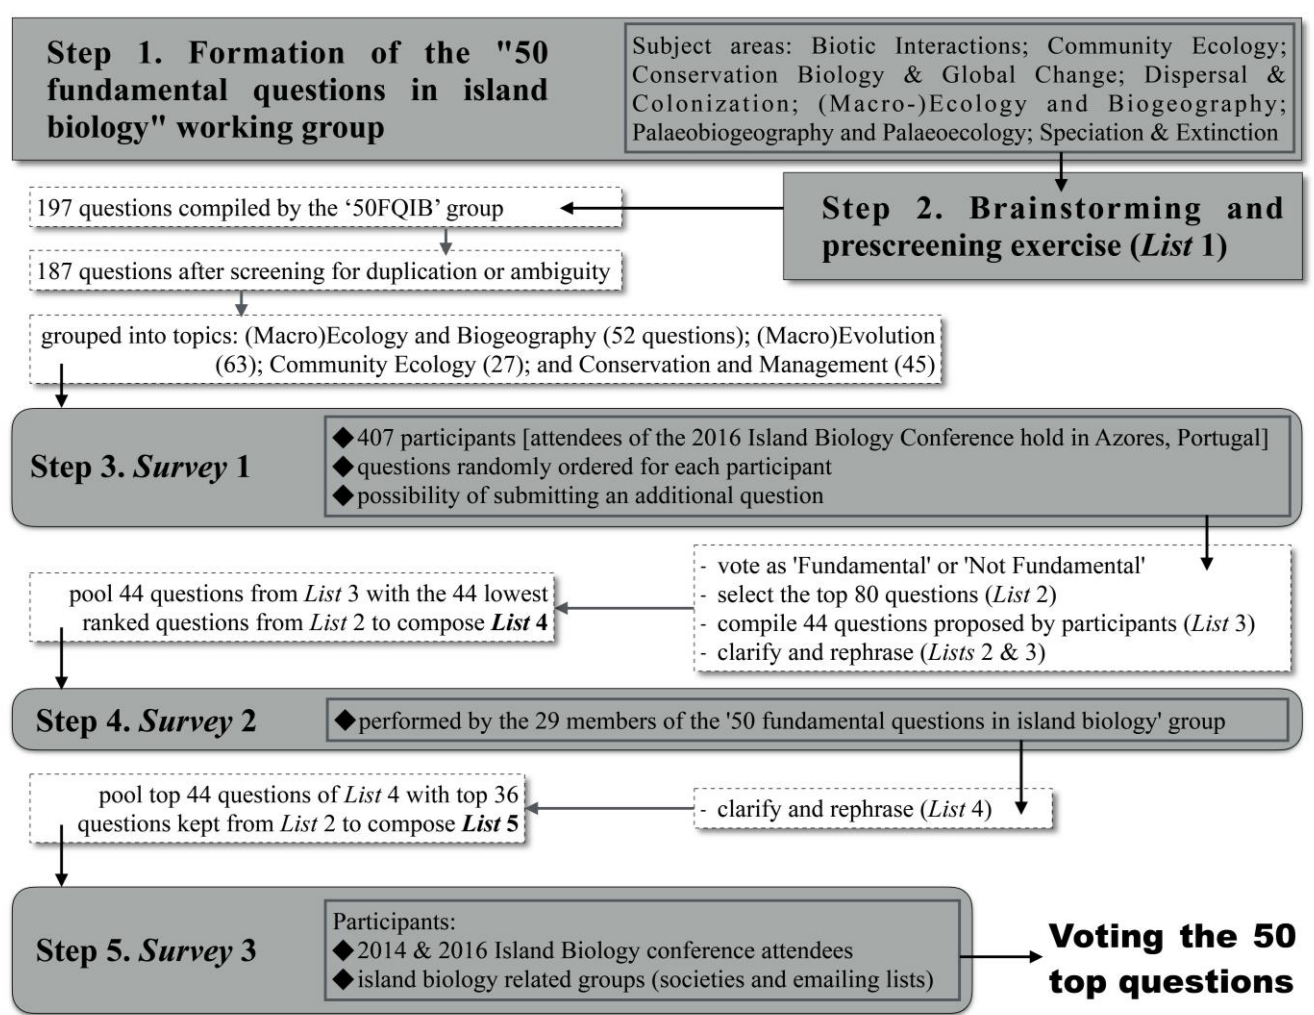 Step 1. Formation of the "50
fundamental questions in island
biology" working group
Subject areas: Biotic Interactions; Community Ecology;
Conservation Biology & Global Change; Dispersal &
Colonization; (Macro-)Ecology and Biogeography;
Palaeobiogeography and Palaeoecology; Speciation & Extinction
197 questions compiled by the ‘50FQIB’ group
Step 2. Brainstorming and
prescreening exercise (List 1)
187 questions after screening for duplication or ambiguity
grouped into topics: (Macro)Ecology and Biogeography (52 questions); (Macro)Evolution
(63); Community Ecology (27); and Conservation and Management (45)
Step 3. Survey 1
◆407 participants [attendees of the 2016 Island Biology Conference hold in Azores, Portugal]
◆questions randomly ordered for each participant
◆possibility of submitting an additional question
- vote as 'Fundamental' or 'Not Fundamental'
- select the top 80 questions (List 2)
- compile 44 questions proposed by participants (List 3)
- clarify and rephrase (Lists 2 & 3)
pool 44 questions from List 3 with the 44 lowest
ranked questions from List 2 to compose List 4
Step 4. Survey 2
◆performed by the 29 members of the '50 fundamental questions in island biology' group
- clarify and rephrase (List 4)
pool top 44 questions of List 4 with top 36
questions kept from List 2 to compose List 5
Step 5. Survey 3
Participants:
◆2014 & 2016 Island Biology conference attendees
◆island biology related groups (societies and emailing lists)
Voting the 50
top questions